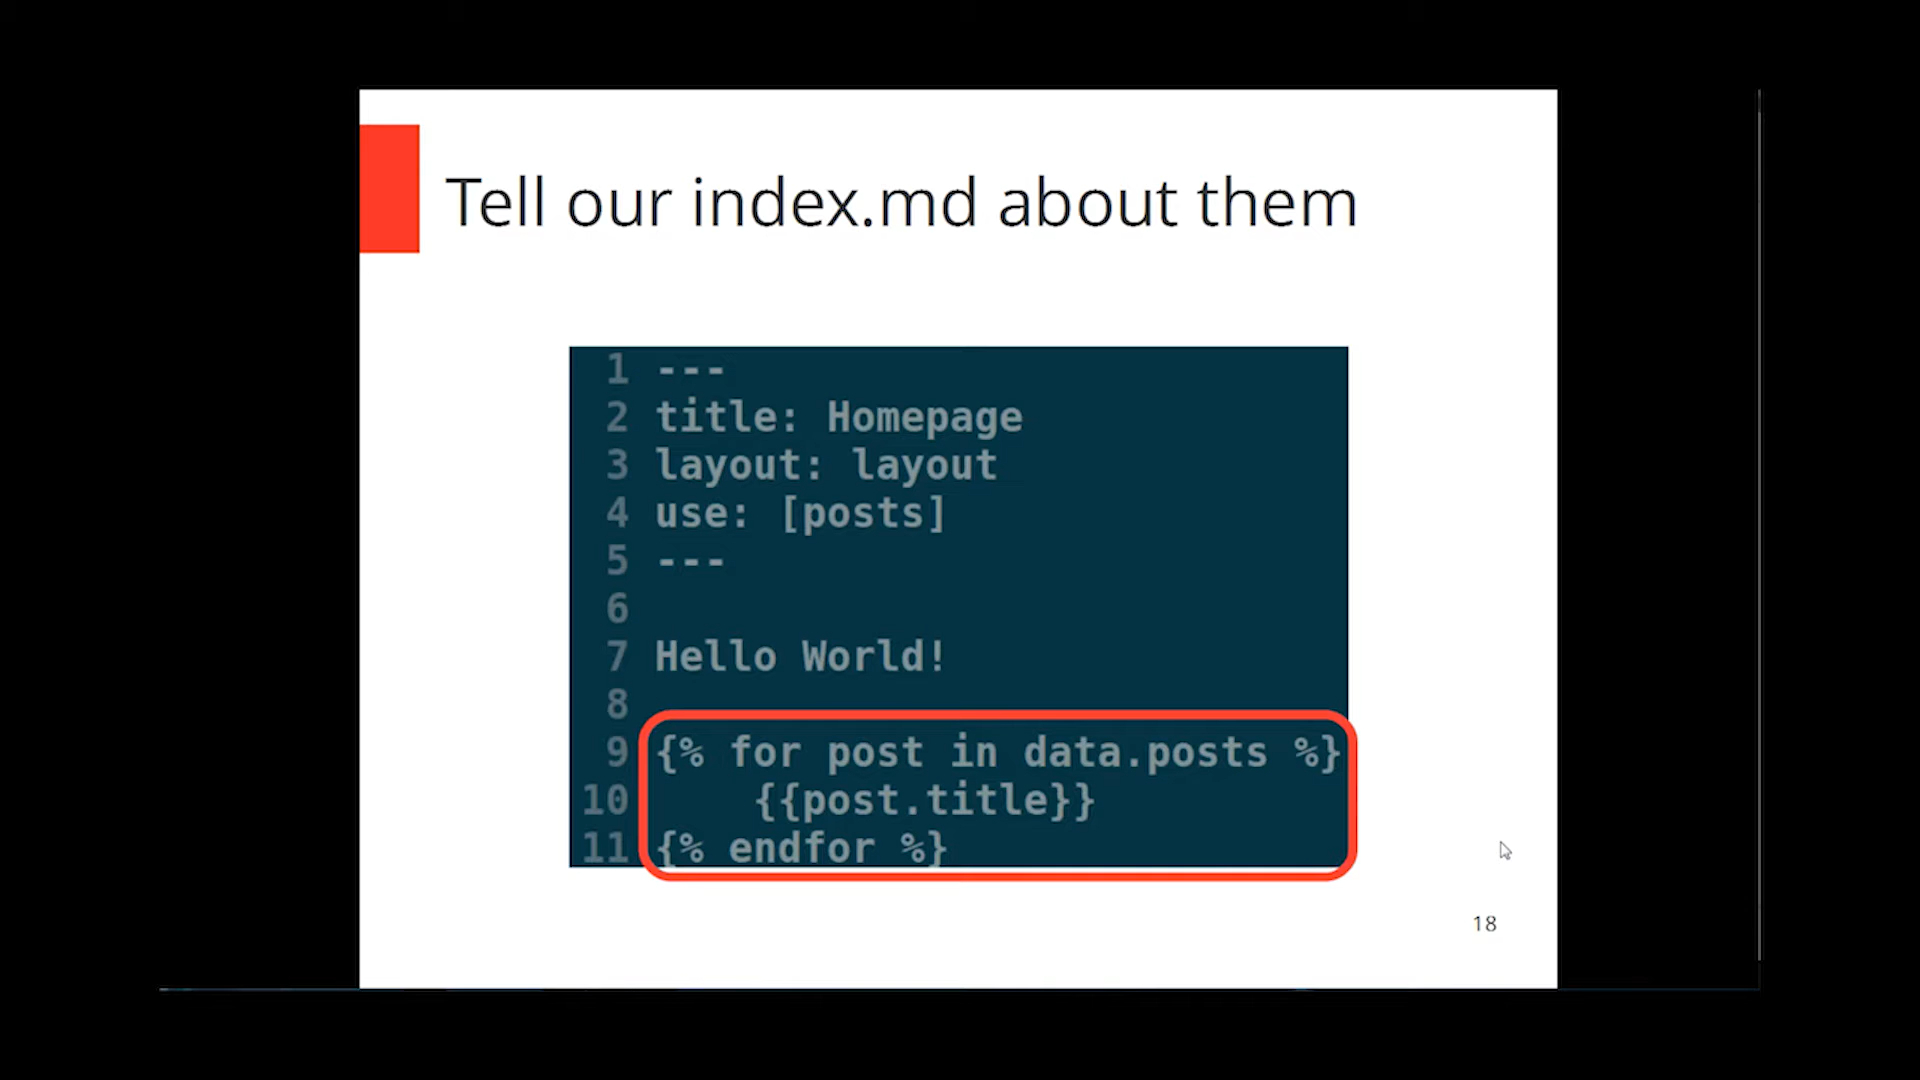 Tell our index.md about them
1 ---
2 title: Homepage
3 layout: layout
4 use: [posts]
5 ---
6
7 Hello World!
8
9 {% for post in data.posts %}
10     {{post.title}}
11 {% endfor %}
18